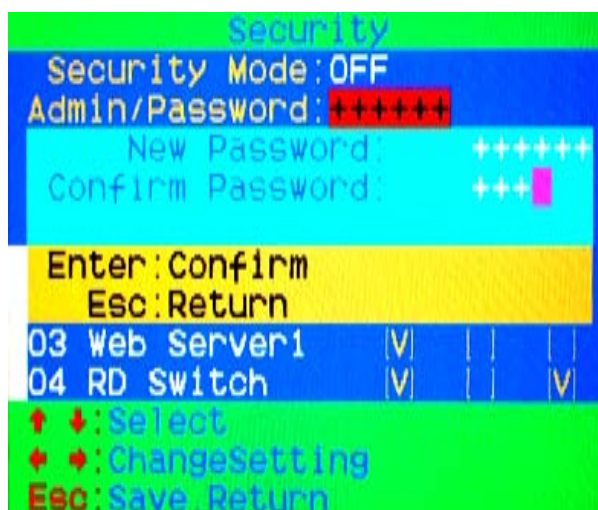 Security
Security Mode:OFF
Admin/Password:++++++
New Password: ++++++
Confirm Password: +++
Enter:Confirm
Esc:Return
03 Web Server1 [V] [ ] [ ]
04 RD Switch [V] [ ] [V]
↑ ↓:Select
← →:ChangeSetting
Esc:Save,Return